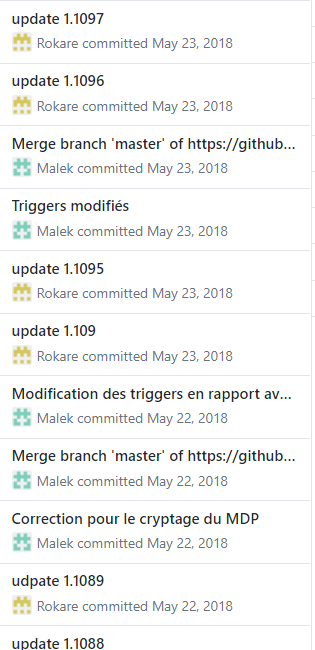 update 1.1097
Rokare committed May 23, 2018
update 1.1096
Rokare committed May 23, 2018
Merge branch 'master' of https://github...
Malek committed May 23, 2018
Triggers modifiés
Malek committed May 23, 2018
update 1.1095
Rokare committed May 23, 2018
update 1.109
Rokare committed May 23, 2018
Modification des triggers en rapport av...
Malek committed May 22, 2018
Merge branch 'master' of https://github...
Malek committed May 22, 2018
Correction pour le cryptage du MDP
Malek committed May 22, 2018
udpate 1.1089
Rokare committed May 22, 2018
update 1.1088